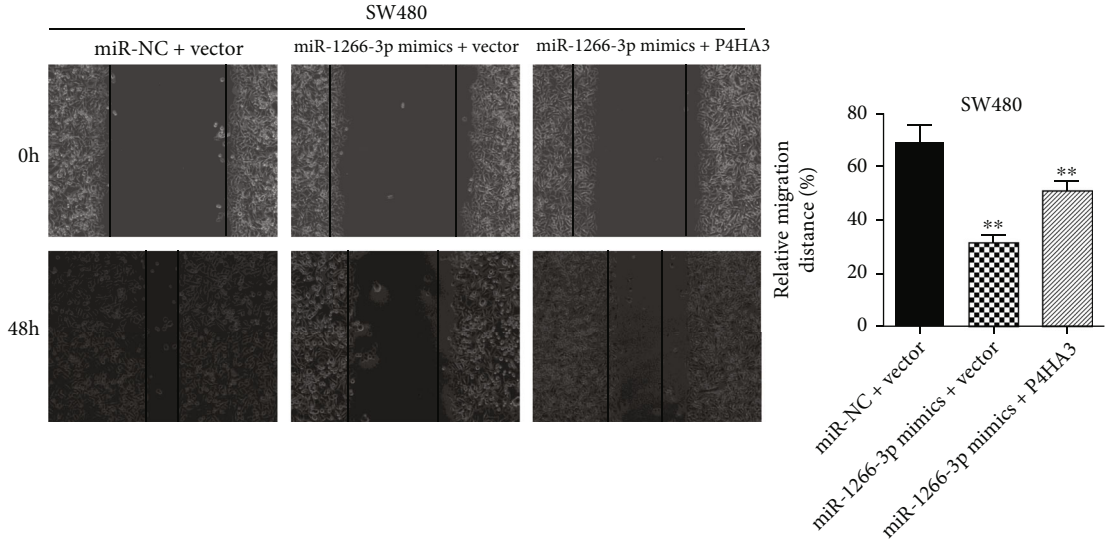 SW480
miR-NC + vector
miR-1266-3p mimics + vector
miR-1266-3p mimics + P4HA3
0h
48h
SW480
Relative migration
distance (%)
80
60
40
20
0
**
**
miR-NC + vector
miR-1266-3p mimics + vector
miR-1266-3p mimics + P4HA3